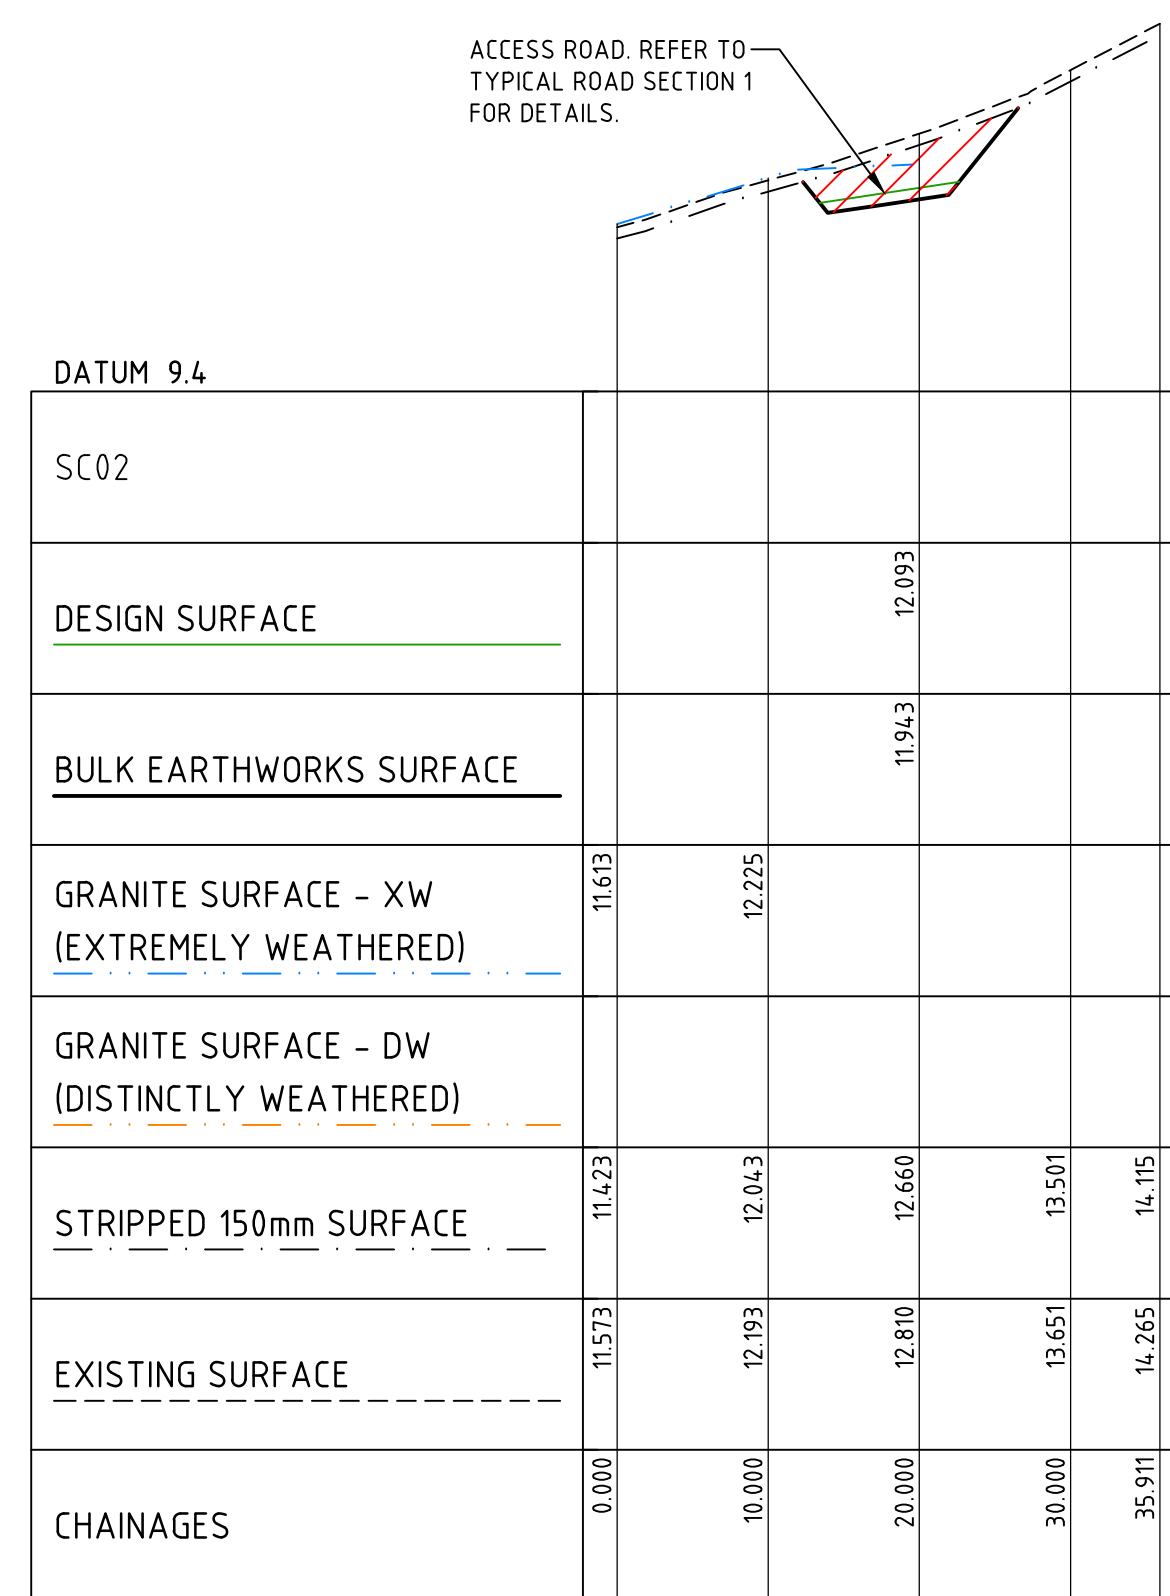 ACCESS ROAD. REFER TO
TYPICAL ROAD SECTION 1
FOR DETAILS.
DATUM 9.4
SC02
DESIGN SURFACE
12.093
BULK EARTHWORKS SURFACE
11.943
GRANITE SURFACE - XW
(EXTREMELY WEATHERED)
11.613
12.225
GRANITE SURFACE - DW
(DISTINCTLY WEATHERED)
STRIPPED 150mm SURFACE
11.423
12.043
12.660
13.501
14.115
EXISTING SURFACE
11.573
12.193
12.810
13.651
14.265
CHAINAGES
0.000
10.000
20.000
30.000
35.911